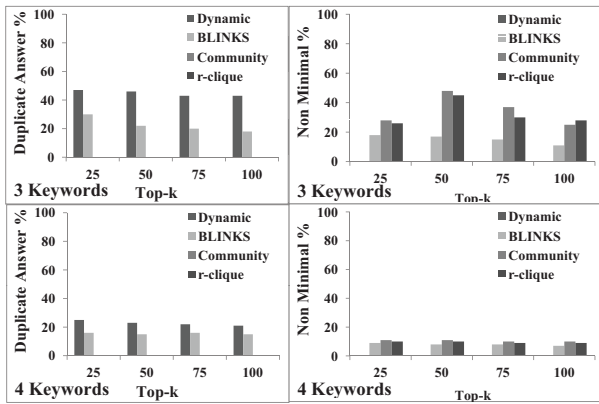 Duplicate Answer %
100
80
60
40
20
0
Dynamic
BLINKS
Community
r-clique
25 50 75 100
3 Keywords
Top-k
Non Minimal %
100
80
60
40
20
0
Dynamic
BLINKS
Community
r-clique
25 50 75 100
3 Keywords
Top-k
Duplicate Answer %
100
80
60
40
20
0
Dynamic
BLINKS
Community
r-clique
25 50 75 100
4 Keywords
Top-k
Non Minimal %
100
80
60
40
20
0
Dynamic
BLINKS
Community
r-clique
25 50 75 100
4 Keywords
Top-k